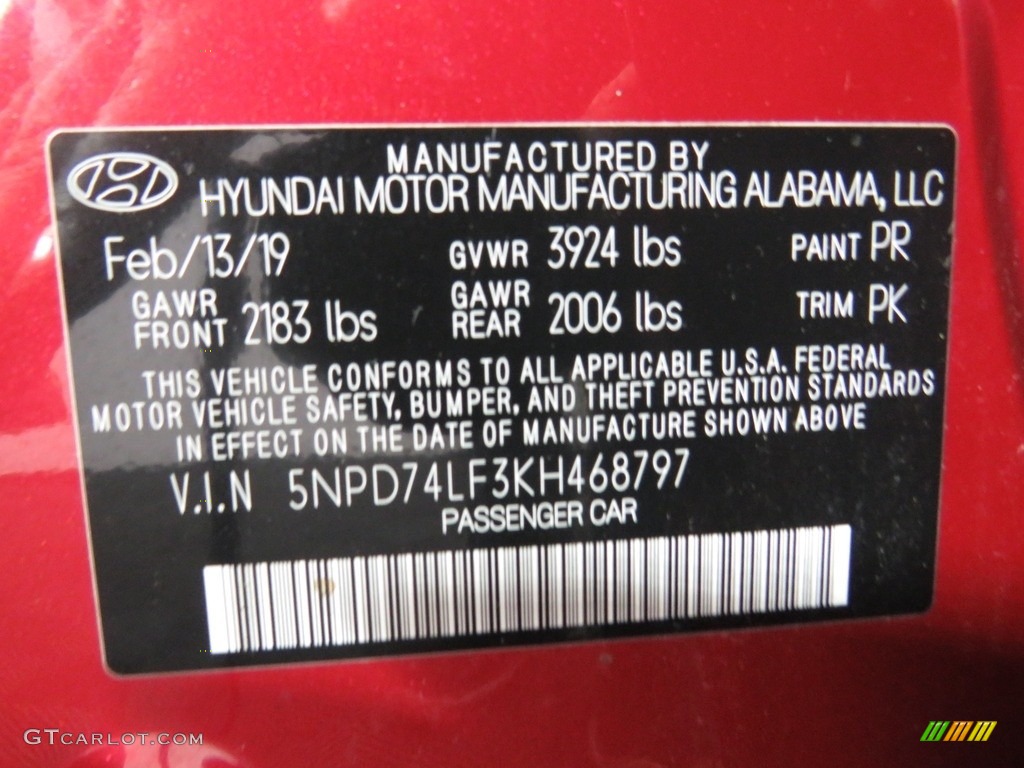 MANUFACTURED BY
HYUNDAI MOTOR MANUFACTURING ALABAMA, LLC
Feb/13/19 GVWR 3924 lbs PAINT PR
GAWR FRONT 2183 lbs GAWR REAR 2006 lbs TRIM PK
THIS VEHICLE CONFORMS TO ALL APPLICABLE U.S.A. FEDERAL
MOTOR VEHICLE SAFETY, BUMPER, AND THEFT PREVENTION STANDARDS
IN EFFECT ON THE DATE OF MANUFACTURE SHOWN ABOVE
V.I.N 5NPD74LF3KH468797
PASSENGER CAR
GTCARLOT.COM